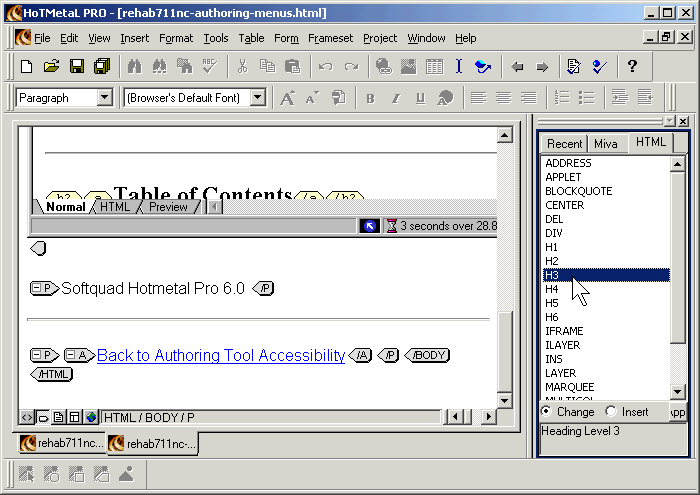 HoTMetaL PRO - [rehab711nc-authoring-menus.html]
File Edit View Insert Format Tools Table Form Frameset Project Window Help
Paragraph (Browser's Default Font) A A B I U
Recent Miva HTML
ADDRESS
APPLET
BLOCKQUOTE
CENTER
DEL
DIV
H1
H2
H3
H4
H5
H6
IFRAME
ILAYER
INS
LAYER
MARQUEE
MULTICOL
Change Insert App
Heading Level 3
h2 a Table of Contents /a /h2
Normal HTML Preview
3 seconds over 28.8
P Softquad Hotmetal Pro 6.0 /P
P A Back to Authoring Tool Accessibility /A /P /BODY
/HTML
HTML / BODY / P
rehab711nc... rehab711nc-...